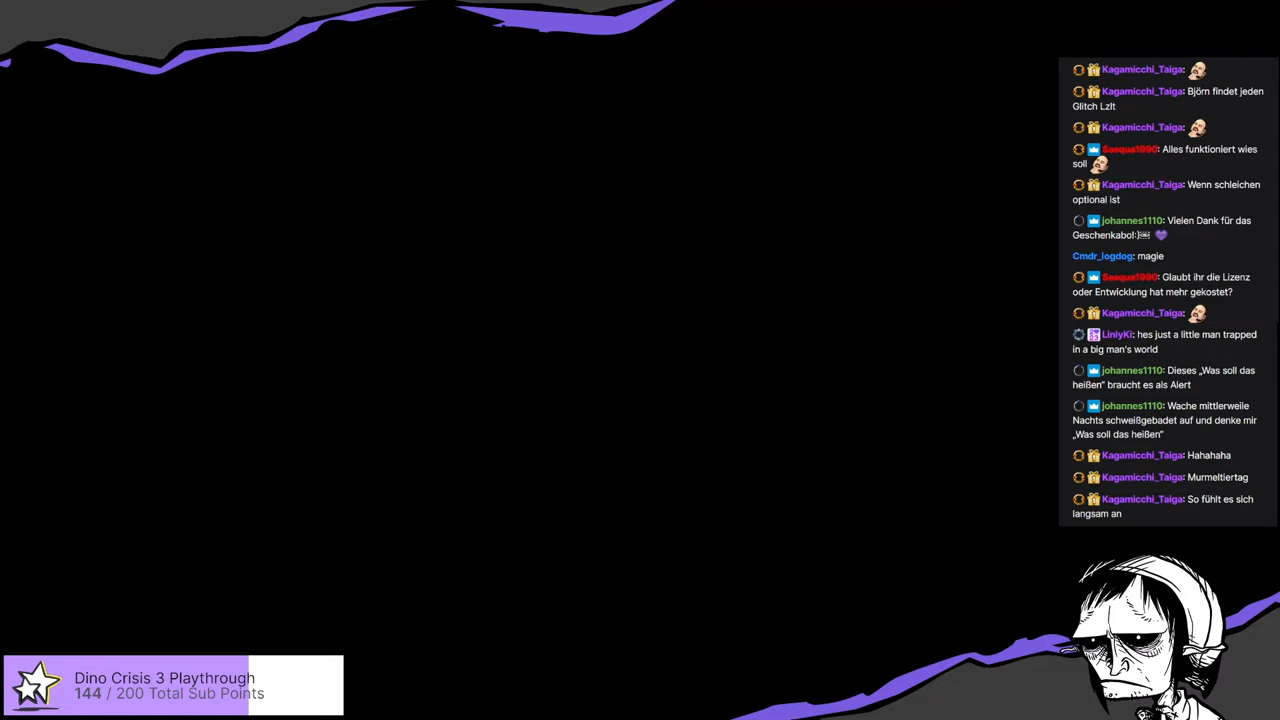 Kagamicchi_Taiga:
Kagamicchi_Taiga: Björn findet jeden
Glitch LzIt
Kagamicchi_Taiga:
Sasqua1990: Alles funktioniert wies
soll
Kagamicchi_Taiga: Wenn schleichen
optional ist
johannes1110: Vielen Dank für das
Geschenkabo!:)
Cmdr_logdog: magie
Sasqua1990: Glaubt ihr die Lizenz
oder Entwicklung hat mehr gekostet?
Kagamicchi_Taiga:
LinlyKi: hes just a little man trapped
in a big man's world
johannes1110: Dieses „Was soll das
heißen“ braucht es als Alert
johannes1110: Wache mittlerweile
Nachts schweißgebadet auf und denke mir
„Was soll das heißen“
Kagamicchi_Taiga: Hahahaha
Kagamicchi_Taiga: Murmeltiertag
Kagamicchi_Taiga: So fühlt es sich
langsam an
Dino Crisis 3 Playthrough
144 / 200 Total Sub Points